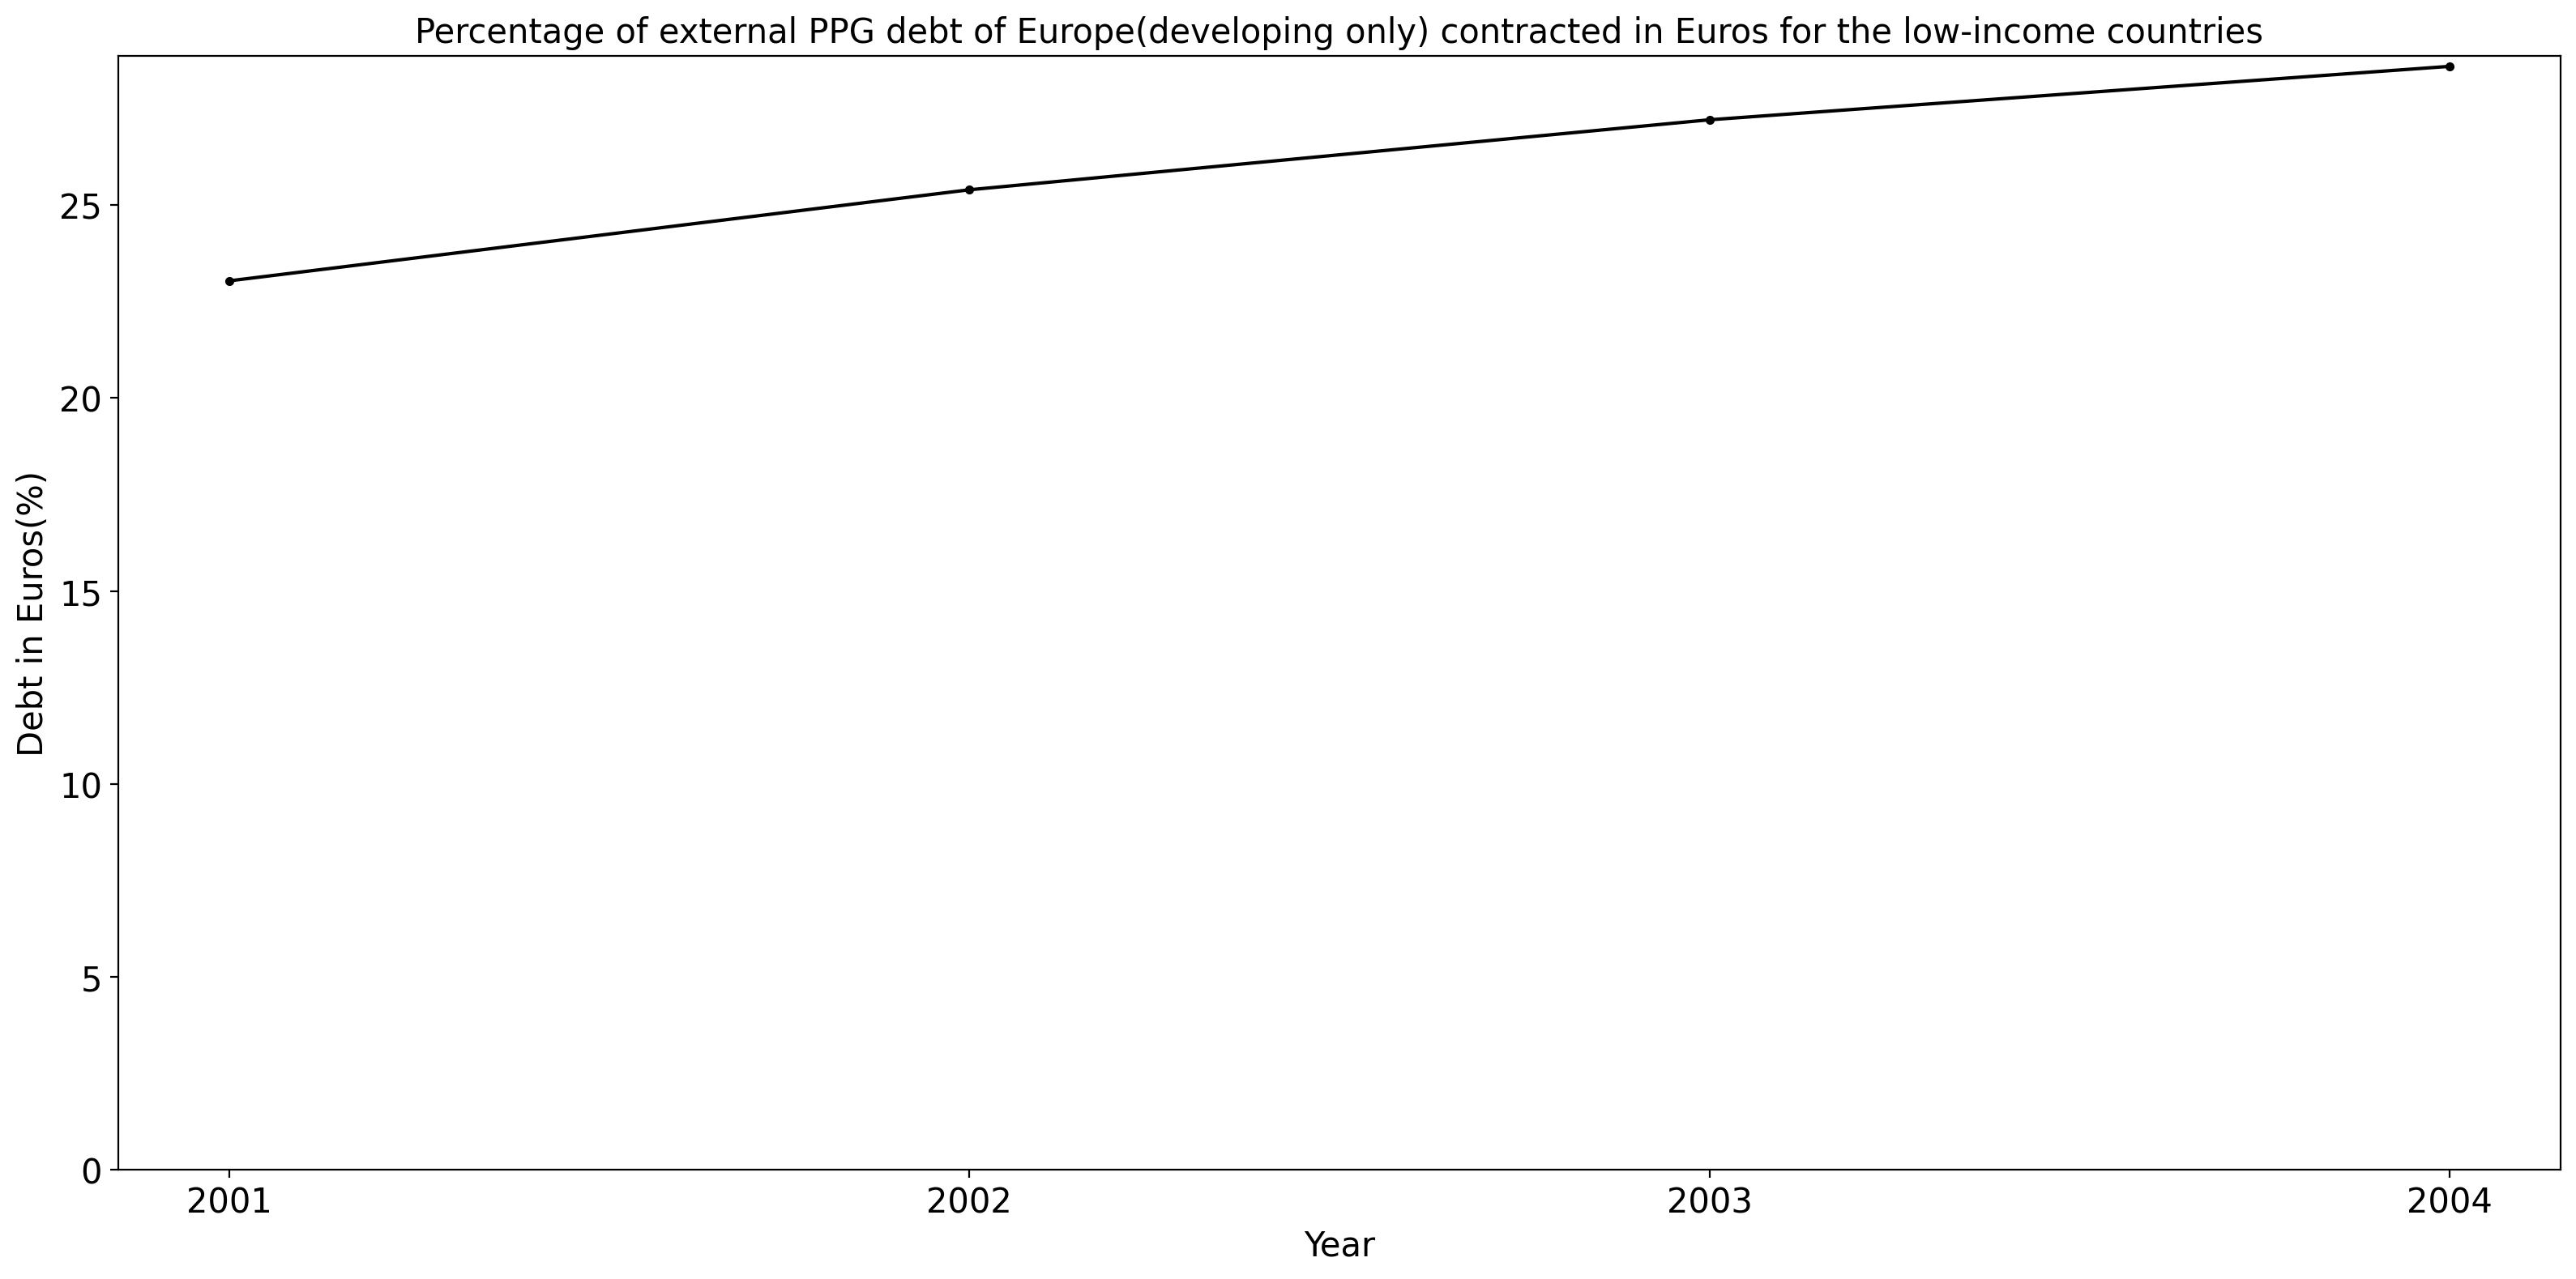 Percentage of external PPG debt of Europe(developing only) contracted in Euros for the low-income countries
Debt in Euros(%)
25
20
15
10
5
0
2001 2002 2003 2004
Year